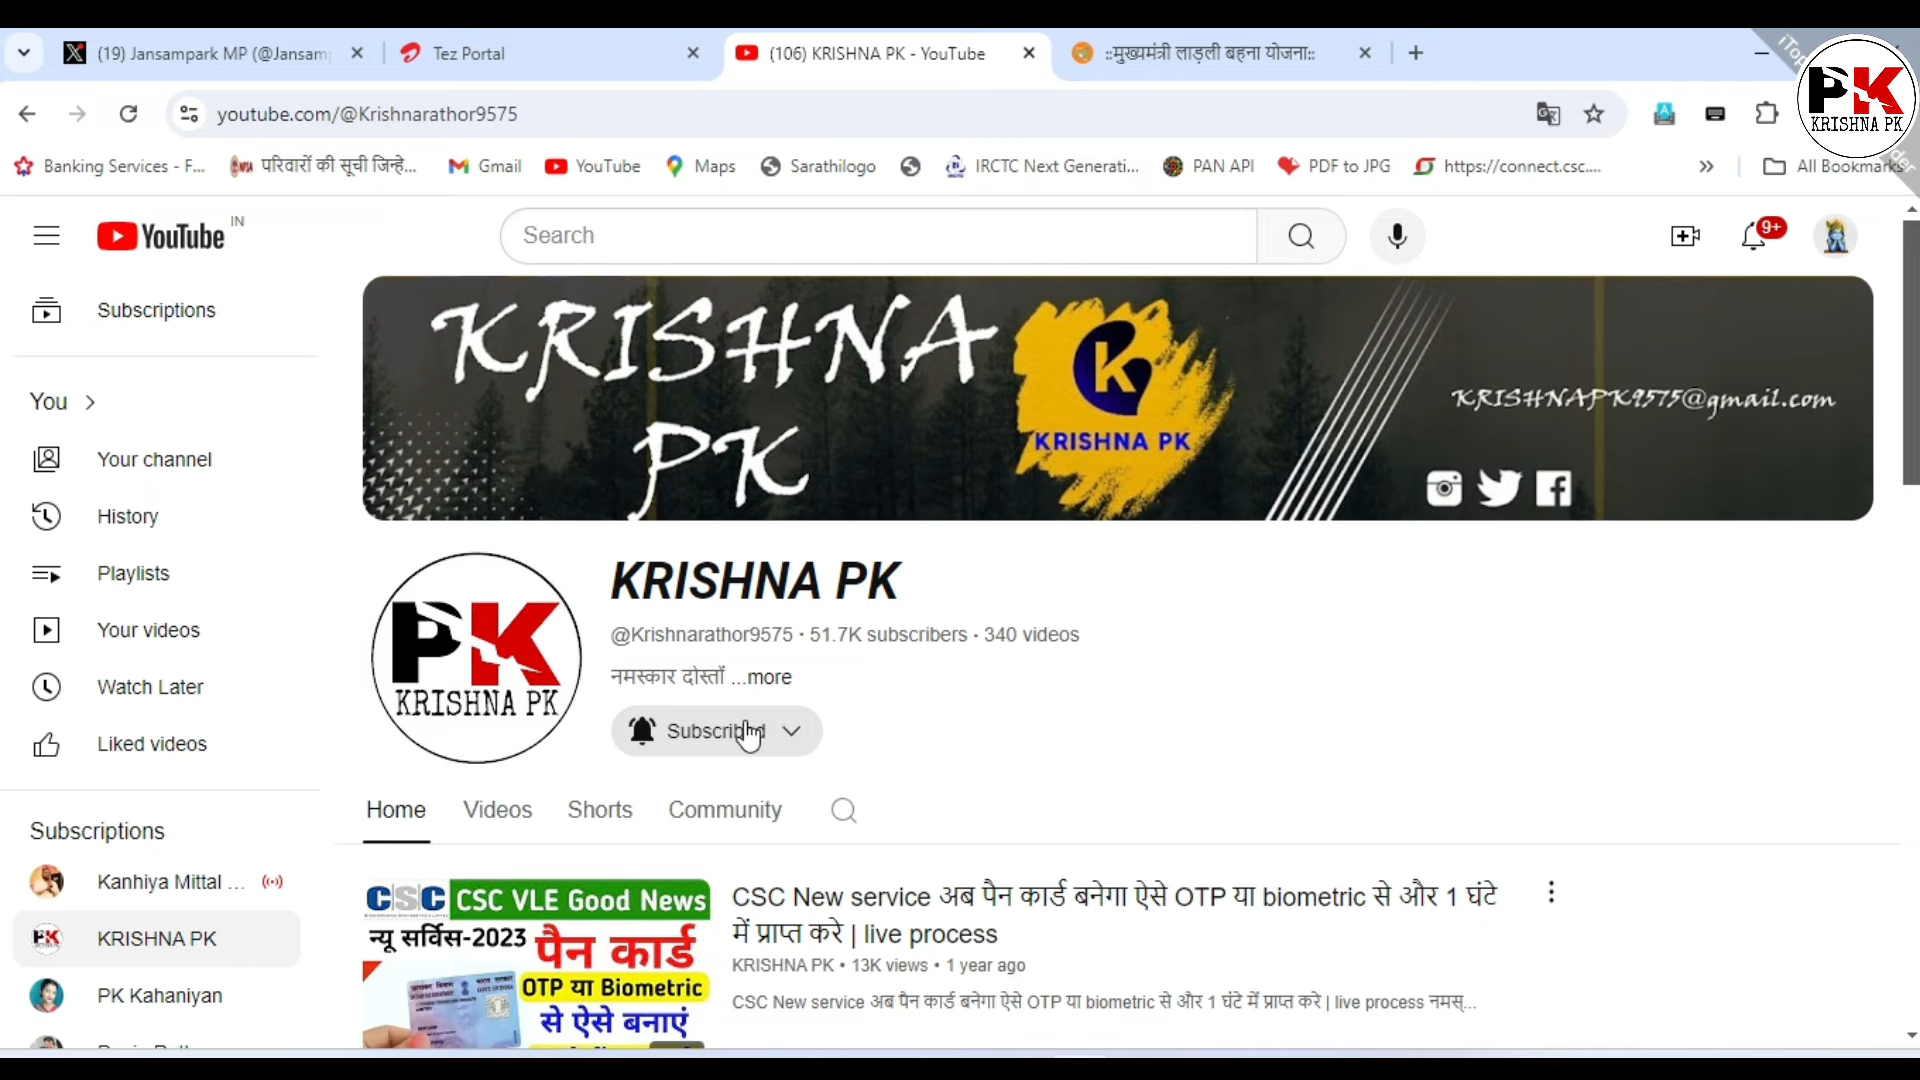 (19) Jansampark MP (@Jansam
Tez Portal
(106) KRISHNA PK - YouTube
::मुख्यमंत्री लाड़ली बहना योजना::
iTop
PK
KRISHNA PK
youtube.com/@Krishnarathor9575
Banking Services - F...
परिवारों की सूची जिन्हे...
Gmail
YouTube
Maps
Sarathilogo
IRCTC Next Generati...
PAN API
PDF to JPG
https://connect.csc....
All Bookmarks
YouTube IN
Search
9+
Subscriptions
You
Your channel
History
Playlists
Your videos
Watch Later
Liked videos
Subscriptions
Kanhiya Mittal ...
KRISHNA PK
PK Kahaniyan
KRISHNA
PK
K
KRISHNA PK
KRISHNAPK9575@gmail.com
PK
KRISHNA PK
KRISHNA PK
@Krishnarathor9575 • 51.7K subscribers • 340 videos
नमस्कार दोस्तों ...more
Subscribed
Home
Videos
Shorts
Community
CSC
CSC VLE Good News
न्यू सर्विस-2023
पैन कार्ड
OTP या Biometric
से ऐसे बनाएं
CSC New service अब पैन कार्ड बनेगा ऐसे OTP या biometric से और 1 घंटे
में प्राप्त करे | live process
KRISHNA PK • 13K views • 1 year ago
CSC New service अब पैन कार्ड बनेगा ऐसे OTP या biometric से और 1 घंटे में प्राप्त करे | live process नमस्...